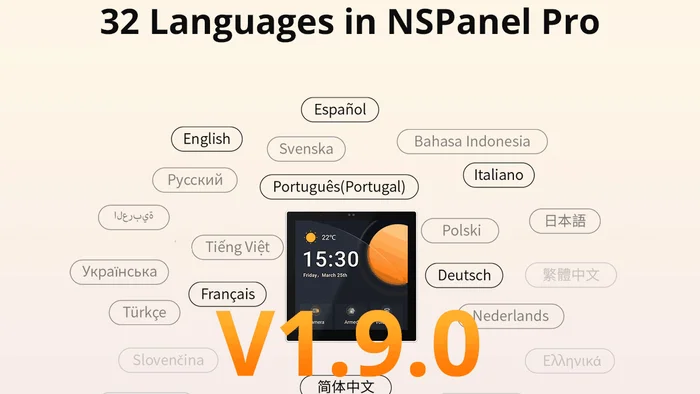 32 Languages in NSPanel Pro
Español
English
Svenska
Bahasa Indonesia
Русский
Português(Portugal)
Italiano
العربية
Tiếng Việt
22℃
15:30
Friday, March 25th
Polski
日本語
Українська
Deutsch
繁體中文
Français
Türkçe
Nederlands
V1.9.0
Slovenčina
简体中文
Ελληνικά